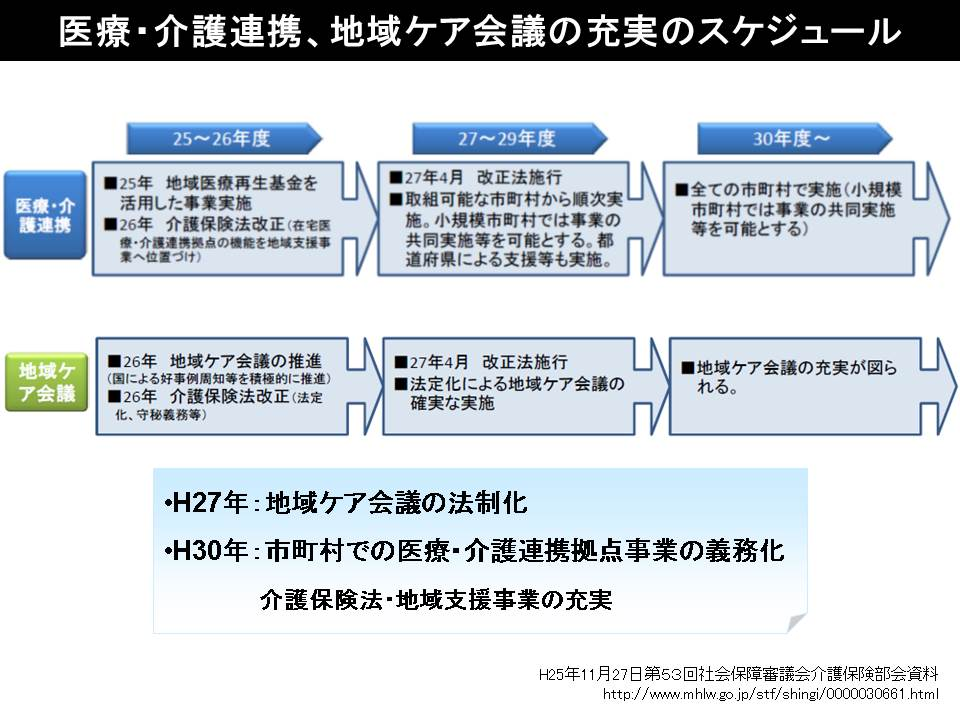 医療・介護連携、地域ケア会議の充実のスケジュール
25～26年度
27～29年度
30年度～
医療・介
護連携
■25年　地域医療再生基金を
活用した事業実施
■26年　介護保険法改正（在宅医
療・介護連携拠点の機能を地域支援事
業へ位置づけ）
■27年4月　改正法施行
■取組可能な市町村から順次実
施。小規模市町村では事業の
共同実施等を可能とする。都
道府県による支援等も実施。
■全ての市町村で実施（小規模
市町村では事業の共同実施
等を可能とする）
地域ケ
ア会議
■26年　地域ケア会議の推進
（国による好事例周知等を積極的に推進）
■26年　介護保険法改正（法定
化、守秘義務等）
■27年4月　改正法施行
■法定化による地域ケア会議の
確実な実施
■地域ケア会議の充実が図ら
れる。
•H27年：地域ケア会議の法制化
•H30年：市町村での医療・介護連携拠点事業の義務化
介護保険法・地域支援事業の充実
H25年11月27日第５３回社会保障審議会介護保険部会資料
http://www.mhlw.go.jp/stf/shingi/0000030661.html